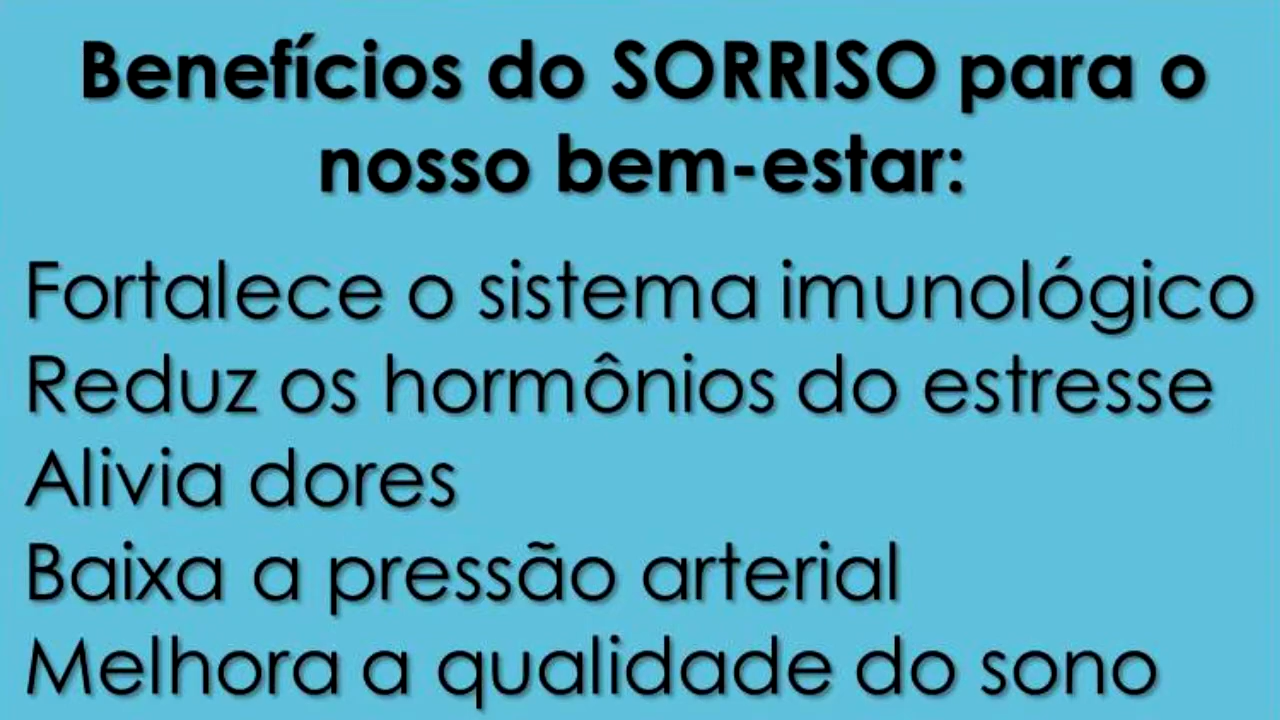 Benefícios do SORRISO para o
nosso bem-estar:
Fortalece o sistema imunológico
Reduz os hormônios do estresse
Alivia dores
Baixa a pressão arterial
Melhora a qualidade do sono